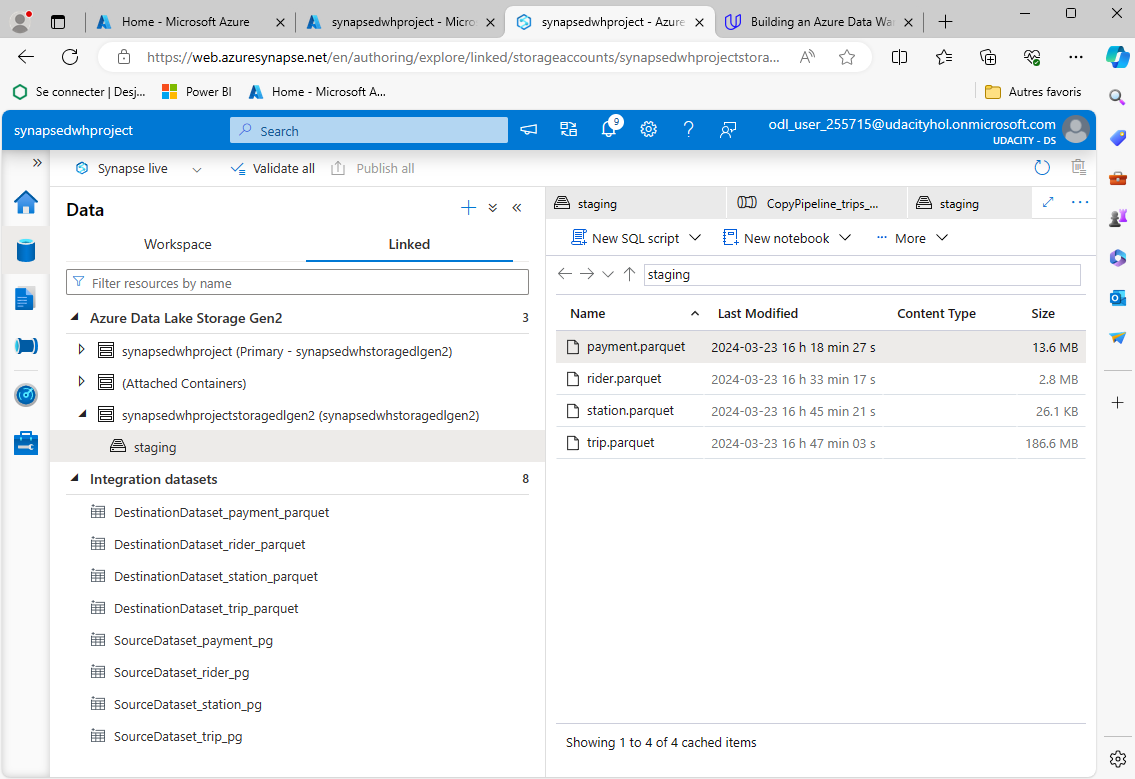 Home - Microsoft Azure
synapsedwhproject - Micros
synapsedwhproject - Azure
Building an Azure Data Wa
https://web.azuresynapse.net/en/authoring/explore/linked/storageaccounts/synapsedwhprojectstora...
Se connecter | Desj...
Power BI
Home - Microsoft A...
Autres favoris
synapsedwhproject
Search
9
odl_user_255715@udacityhol.onmicrosoft.com
UDACITY - DS
Synapse live
Validate all
Publish all
Data
Workspace
Linked
Filter resources by name
Azure Data Lake Storage Gen2 3
synapsedwhproject (Primary - synapsedwhstoragedlgen2)
(Attached Containers)
synapsedwhprojectstoragedlgen2 (synapsedwhstoragedlgen2)
staging
Integration datasets 8
DestinationDataset_payment_parquet
DestinationDataset_rider_parquet
DestinationDataset_station_parquet
DestinationDataset_trip_parquet
SourceDataset_payment_pg
SourceDataset_rider_pg
SourceDataset_station_pg
SourceDataset_trip_pg
staging
CopyPipeline_trips_...
staging
New SQL script
New notebook
More
staging
Name Last Modified Content Type Size
payment.parquet 2024-03-23 16 h 18 min 27 s 13.6 MB
rider.parquet 2024-03-23 16 h 33 min 17 s 2.8 MB
station.parquet 2024-03-23 16 h 45 min 21 s 26.1 KB
trip.parquet 2024-03-23 16 h 47 min 03 s 186.6 MB
Showing 1 to 4 of 4 cached items